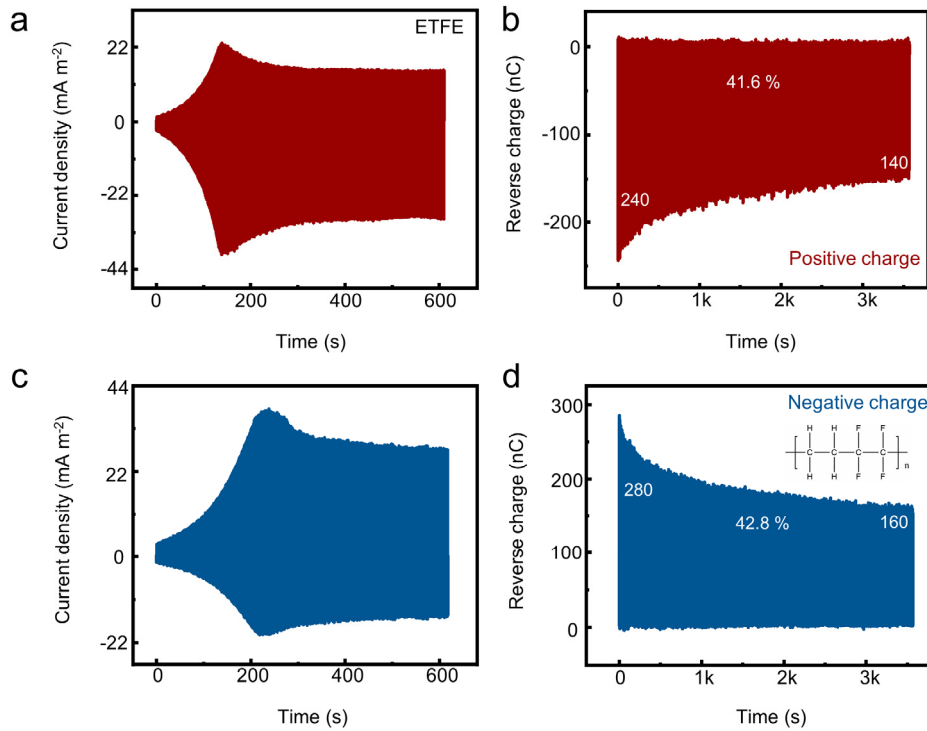 a
ETFE
22
0
-22
-44
Current density (mA m⁻²)
0 200 400 600
Time (s)
b
0
-100
-200
Reverse charge (nC)
41.6 %
140
240
Positive charge
0 1k 2k 3k
Time (s)
c
44
22
0
-22
Current density (mA m⁻²)
0 200 400 600
Time (s)
d
300
200
100
0
Reverse charge (nC)
Negative charge
H H F F
C C C C
n
H H F F
280
42.8 %
160
0 1k 2k 3k
Time (s)